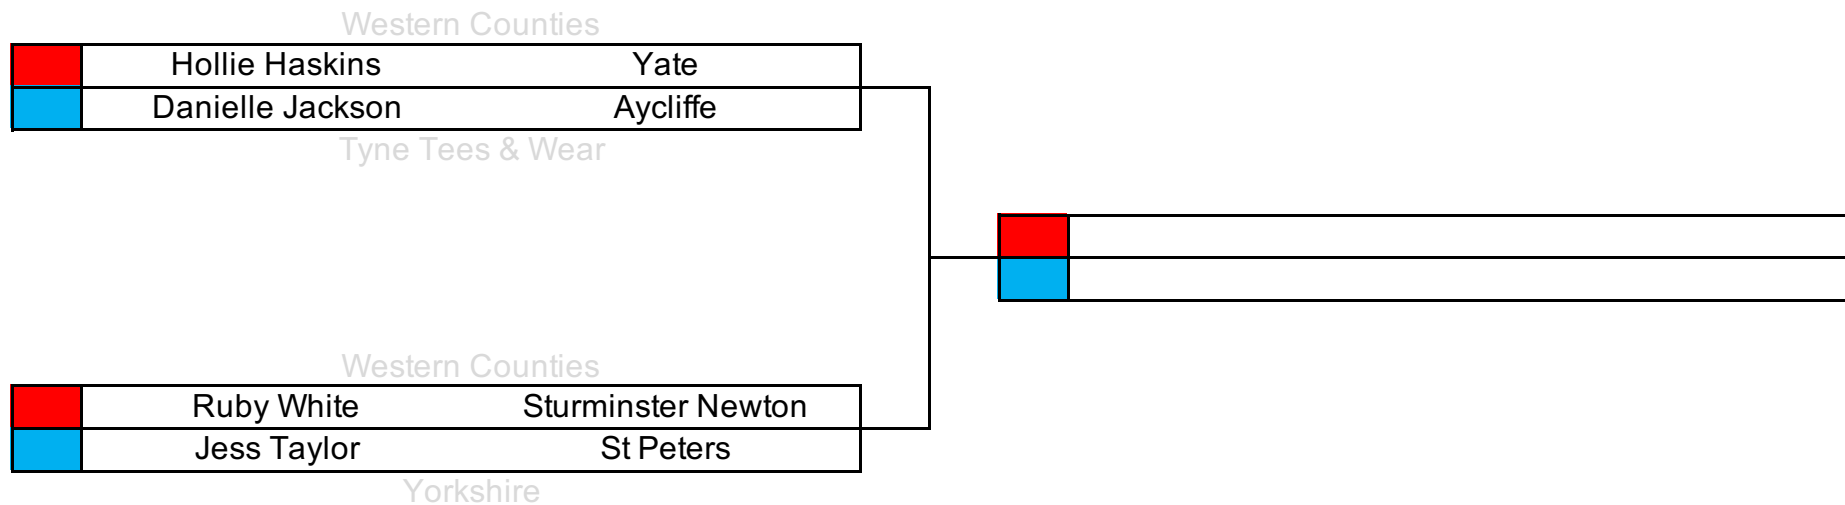 Western Counties
Hollie Haskins Yate
Danielle Jackson Aycliffe
Tyne Tees & Wear
Western Counties
Ruby White Sturminster Newton
Jess Taylor St Peters
Yorkshire